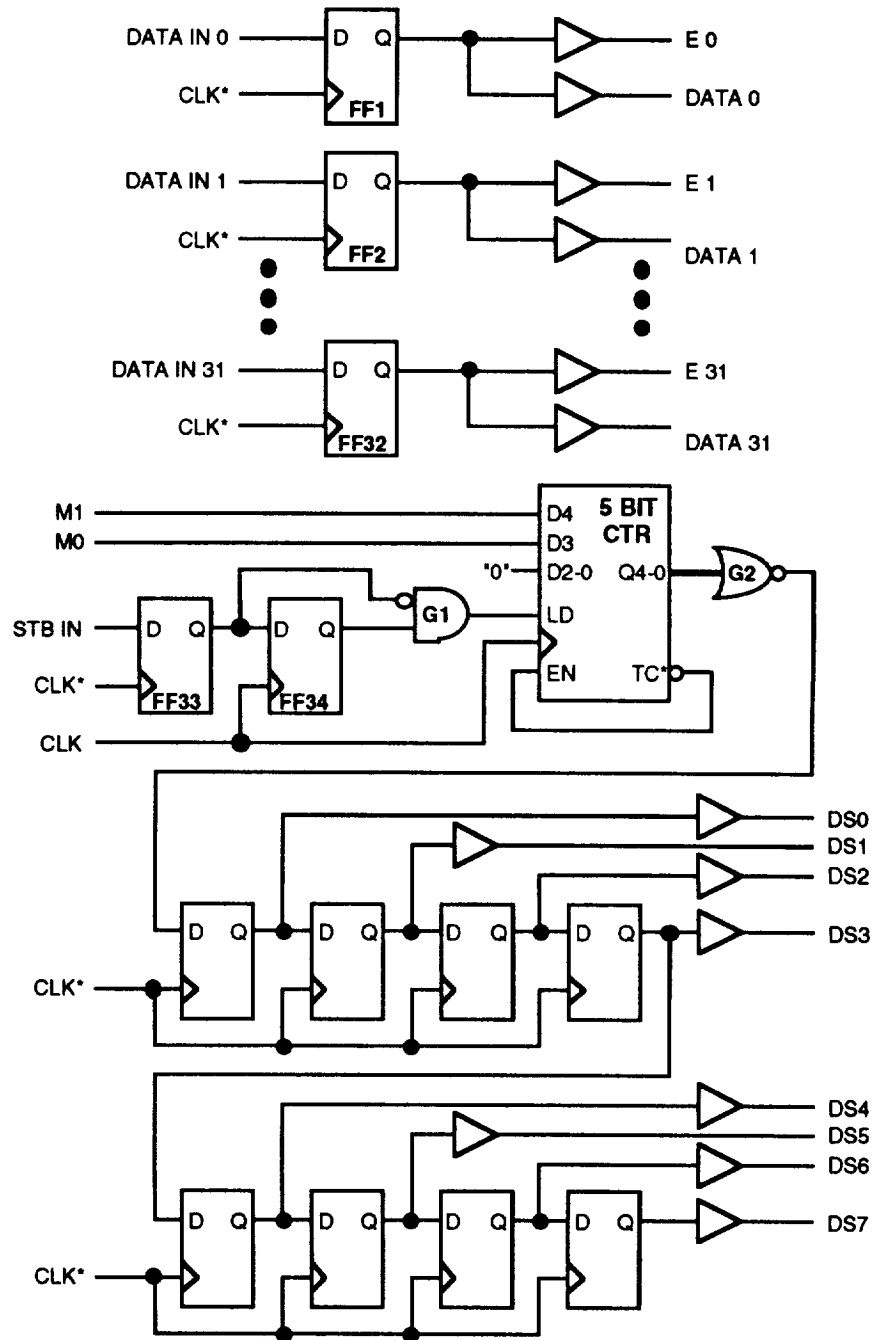 DATA IN 0 D Q E 0
CLK* FF1 DATA 0
DATA IN 1 D Q E 1
CLK* FF2 DATA 1
DATA IN 31 D Q E 31
CLK* FF32 DATA 31
M1 D4 5 BIT
M0 D3 CTR
"0" D2-0 Q4-0 G2
G1 LD
STB IN D Q D Q
CLK* FF33 FF34 EN TC*
CLK
DS0
DS1
DS2
D Q D Q D Q D Q DS3
CLK*
DS4
DS5
DS6
D Q D Q D Q D Q DS7
CLK*